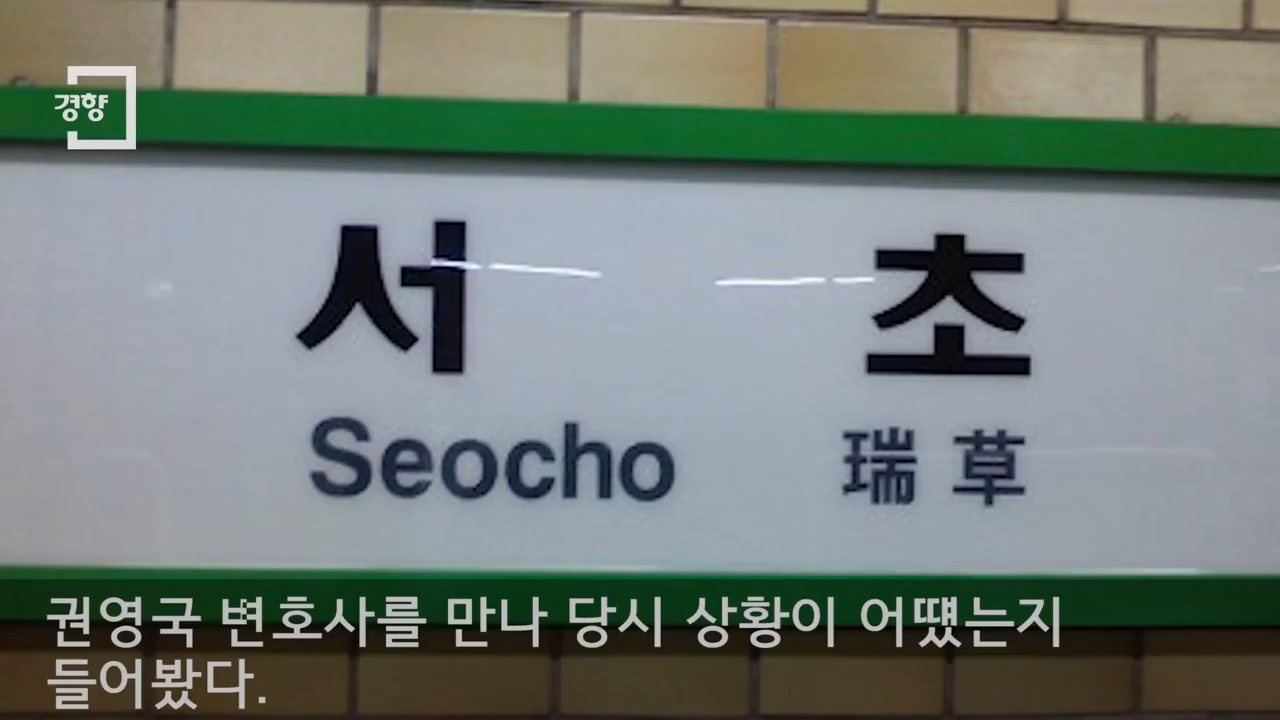 경향
서 초
Seocho 瑞草
권영국 변호사를 만나 당시 상황이 어땠는지
들어봤다.